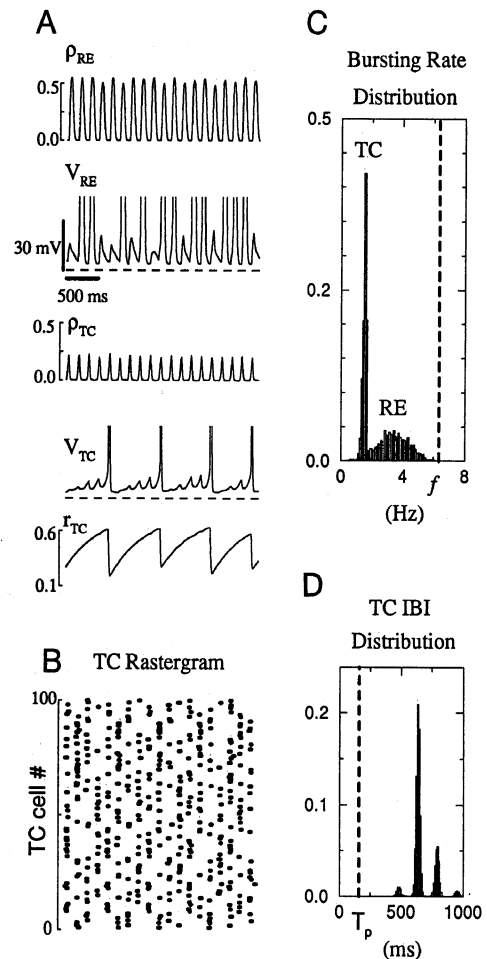 A
ρRE
0.5
0.0
VRE
30 mV
500 ms
0.5
ρTC
0.0
VTC
rTC
0.6
0.1
B
TC Rastergram
100
TC cell #
0
C
Bursting Rate
Distribution
0.5
TC
0.2
RE
0.0
0
4
f
8
(Hz)
D
TC IBI
Distribution
0.2
0.1
0.0
0
Tp
500
1000
(ms)